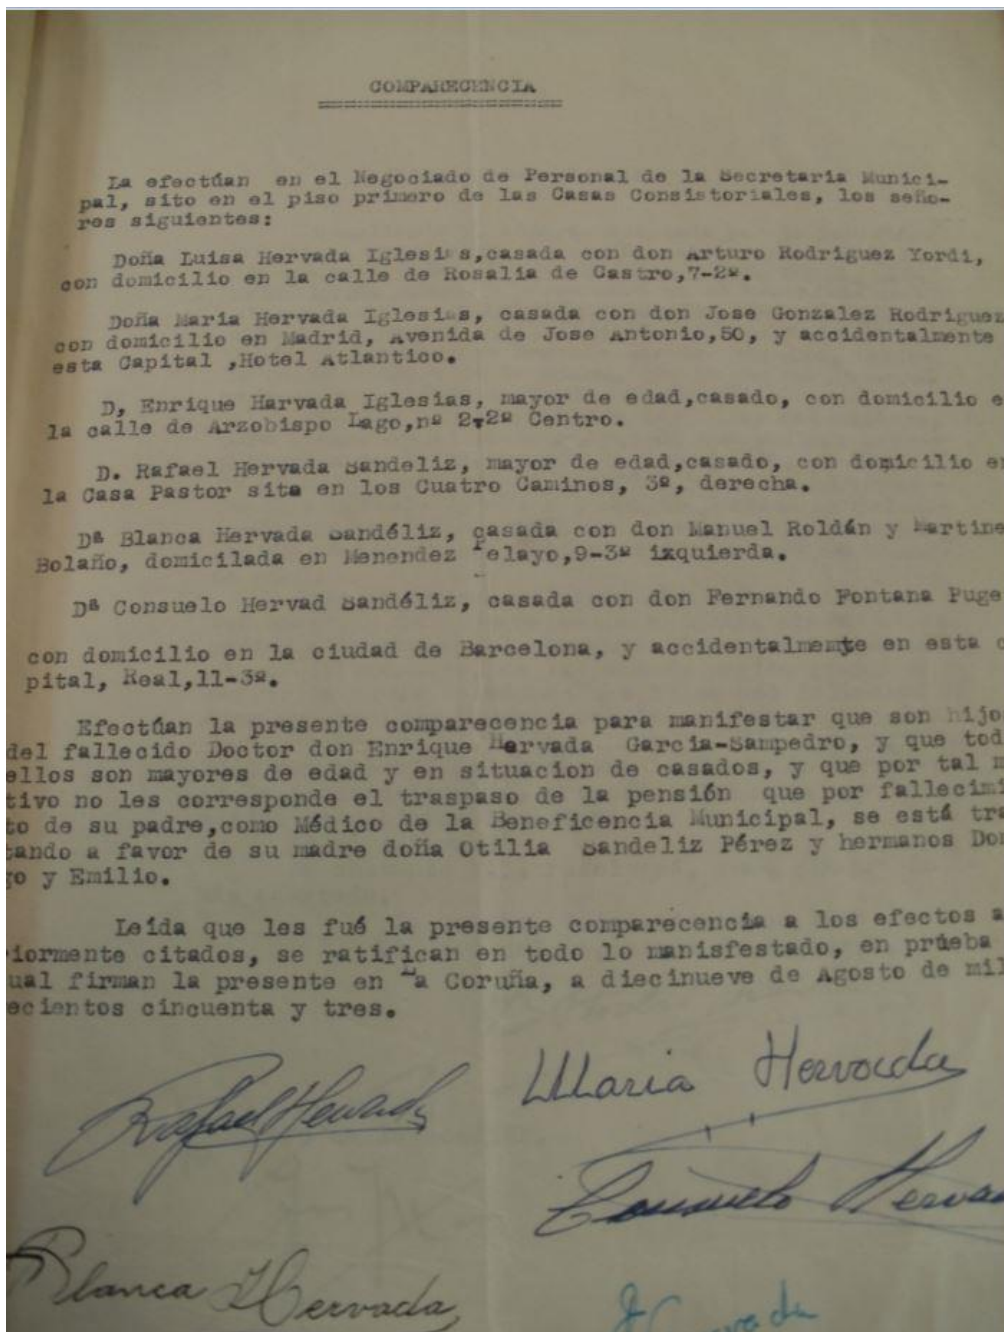 COMPARECENCIA
La efectúan en el Negociado de Personal de la Secretaria Munici-
pal, sito en el piso primero de las Casas Consistoriales, los seño-
res siguientes:
Doña Luisa Hervada Iglesias,casada con don Arturo Rodriguez Yordi,
con domicilio en la calle de Rosalia de Castro,7-2º.
Doña Maria Hervada Iglesias, casada con don Jose Gonzalez Rodriguez
con domicilio en Madrid, Avenida de Jose Antonio,50, y accidentalmente
esta Capital ,Hotel Atlantico.
D, Enrique Harvada Iglesias, mayor de edad,casado, con domicilio e
la calle de Arzobispo Lago,nº 2,2º Centro.
D. Rafael Hervada Sandeliz, mayor de edad,casado, con domicilio en
la Casa Pastor sita en los Cuatro Caminos, 3º, derecha.
Dª Blanca Hervada Sandéliz, casada con don Manuel Roldán y Martine
Bolaño, domicilada en Menendez Pelayo,9-3º izquierda.
Dª Consuelo Hervad Sandéliz, casada con don Fernando Fontana Puge
con domicilio en la ciudad de Barcelona, y accidentalmente en esta c
pital, Real,11-3º.
Efectúan la presente comparecencia para manifestar que son hijo
del fallecido Doctor don Enrique Hervada Garcia-Sampedro, y que tod
ellos son mayores de edad y en situacion de casados, y que por tal m
tivo no les corresponde el traspaso de la pensión que por fallecimi
to de su padre,como Médico de la Beneficencia Municipal, se está tra
tando a favor de su madre doña Otilia Sandeliz Pérez y hermanos Do
go y Emilio.
Leída que les fué la presente comparecencia a los efectos a
riormente citados, se ratifican en todo lo manisfestado, en prueba
ual firman la presente en La Coruña, a diecinueve de Agosto de mil
ecientos cincuenta y tres.
Rafael Hervada
Maria Hervada
Consuelo Herva
Blanca Hervada